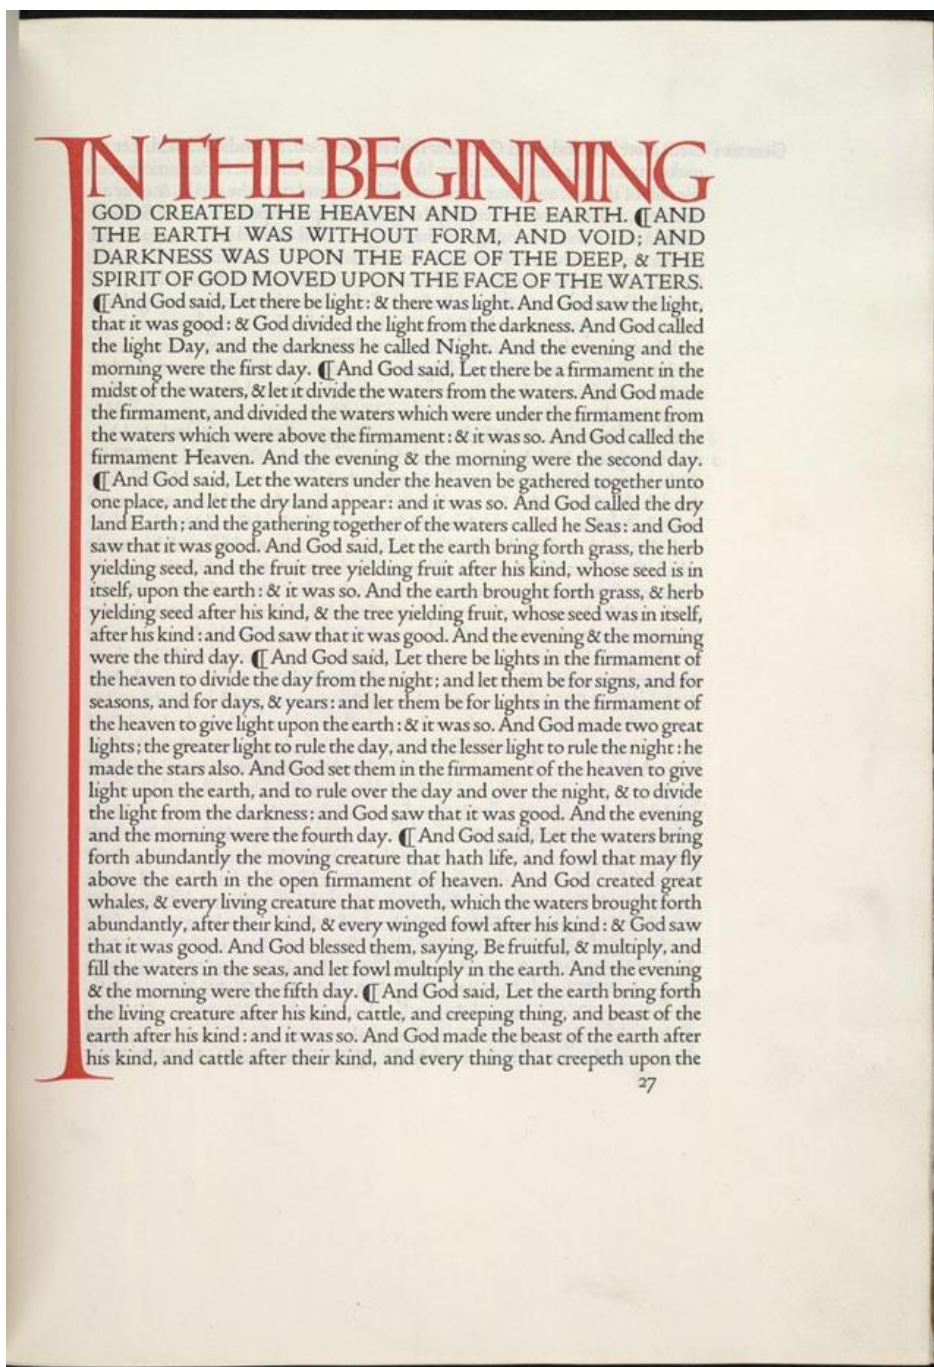 IN THE BEGINNING
GOD CREATED THE HEAVEN AND THE EARTH. ¶ AND
THE EARTH WAS WITHOUT FORM, AND VOID; AND
DARKNESS WAS UPON THE FACE OF THE DEEP, & THE
SPIRIT OF GOD MOVED UPON THE FACE OF THE WATERS.
¶ And God said, Let there be light: & there was light. And God saw the light,
that it was good: & God divided the light from the darkness. And God called
the light Day, and the darkness he called Night. And the evening and the
morning were the first day. ¶ And God said, Let there be a firmament in the
midst of the waters, & let it divide the waters from the waters. And God made
the firmament, and divided the waters which were under the firmament from
the waters which were above the firmament: & it was so. And God called the
firmament Heaven. And the evening & the morning were the second day.
¶ And God said, Let the waters under the heaven be gathered together unto
one place, and let the dry land appear: and it was so. And God called the dry
land Earth; and the gathering together of the waters called he Seas: and God
saw that it was good. And God said, Let the earth bring forth grass, the herb
yielding seed, and the fruit tree yielding fruit after his kind, whose seed is in
itself, upon the earth: & it was so. And the earth brought forth grass, & herb
yielding seed after his kind, & the tree yielding fruit, whose seed was in itself,
after his kind: and God saw that it was good. And the evening & the morning
were the third day. ¶ And God said, Let there be lights in the firmament of
the heaven to divide the day from the night; and let them be for signs, and for
seasons, and for days, & years: and let them be for lights in the firmament of
the heaven to give light upon the earth: & it was so. And God made two great
lights; the greater light to rule the day, and the lesser light to rule the night: he
made the stars also. And God set them in the firmament of the heaven to give
light upon the earth, and to rule over the day and over the night, & to divide
the light from the darkness: and God saw that it was good. And the evening
and the morning were the fourth day. ¶ And God said, Let the waters bring
forth abundantly the moving creature that hath life, and fowl that may fly
above the earth in the open firmament of heaven. And God created great
whales, & every living creature that moveth, which the waters brought forth
abundantly, after their kind, & every winged fowl after his kind: & God saw
that it was good. And God blessed them, saying, Be fruitful, & multiply, and
fill the waters in the seas, and let fowl multiply in the earth. And the evening
& the morning were the fifth day. ¶ And God said, Let the earth bring forth
the living creature after his kind, cattle, and creeping thing, and beast of the
earth after his kind: and it was so. And God made the beast of the earth after
his kind, and cattle after their kind, and every thing that creepeth upon the
27